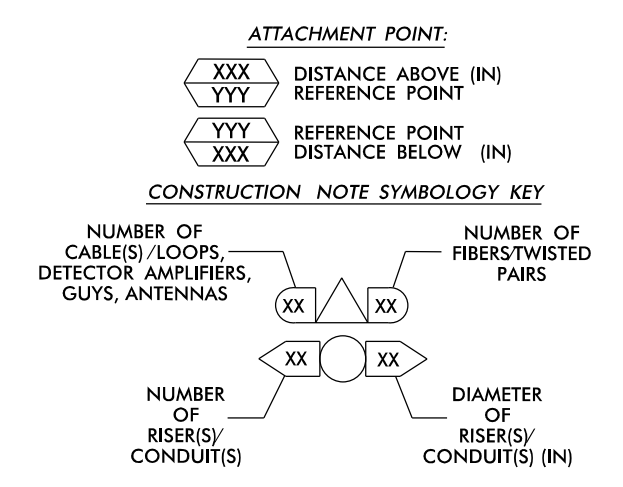 ATTACHMENT POINT:
XXX
YYY
DISTANCE ABOVE (IN)
REFERENCE POINT
YYY
XXX
REFERENCE POINT
DISTANCE BELOW (IN)
CONSTRUCTION NOTE SYMBOLOGY KEY
NUMBER OF
CABLE(S) /LOOPS,
DETECTOR AMPLIFIERS,
GUYS, ANTENNAS
NUMBER OF
FIBERS/TWISTED
PAIRS
XX
XX
XX
XX
NUMBER
OF
RISER(S)/
CONDUIT(S)
DIAMETER
OF
RISER(S)/
CONDUIT(S) (IN)